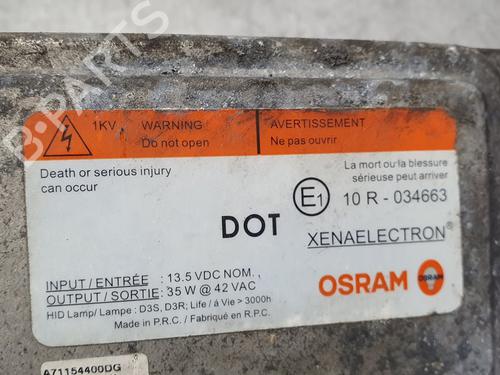 1KV
WARNING
Do not open
AVERTISSEMENT
Ne pas ouvrir
Death or serious injury
can occur
La mort ou la blessure
sérieuse peut arriver
E1
10 R - 034663
DOT
XENAELECTRON®
INPUT / ENTRÉE : 13.5 VDC NOM. ,
OUTPUT / SORTIE: 35 W @ 42 VAC
HID Lamp/ Lampe : D3S, D3R; Life / á Vie > 3000h
Made in P.R.C. / Fabriqué en R.P.C.
OSRAM
OSRAM
A71154400DG
B-PARTS